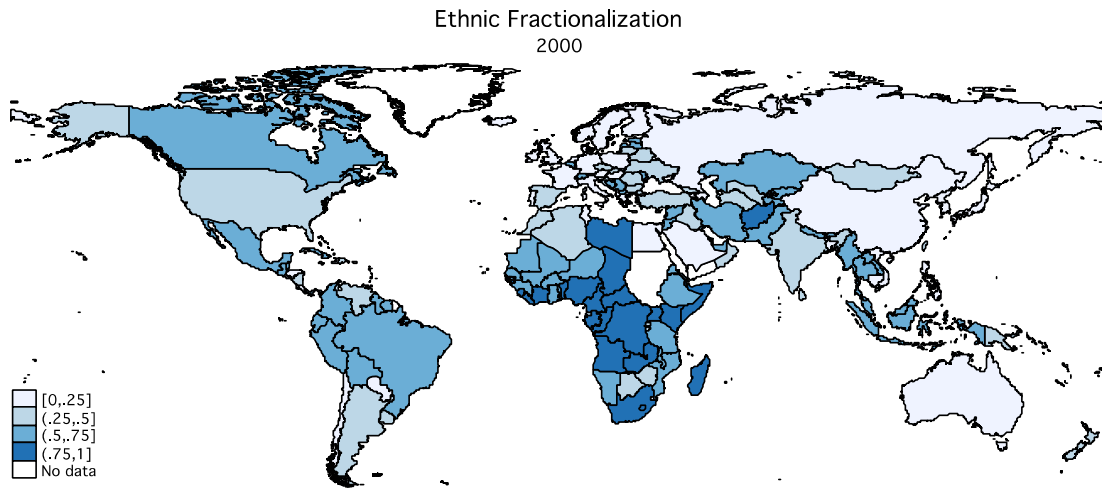 Ethnic Fractionalization
2000
[0,.25]
(.25,.5]
(.5,.75]
(.75,1]
No data